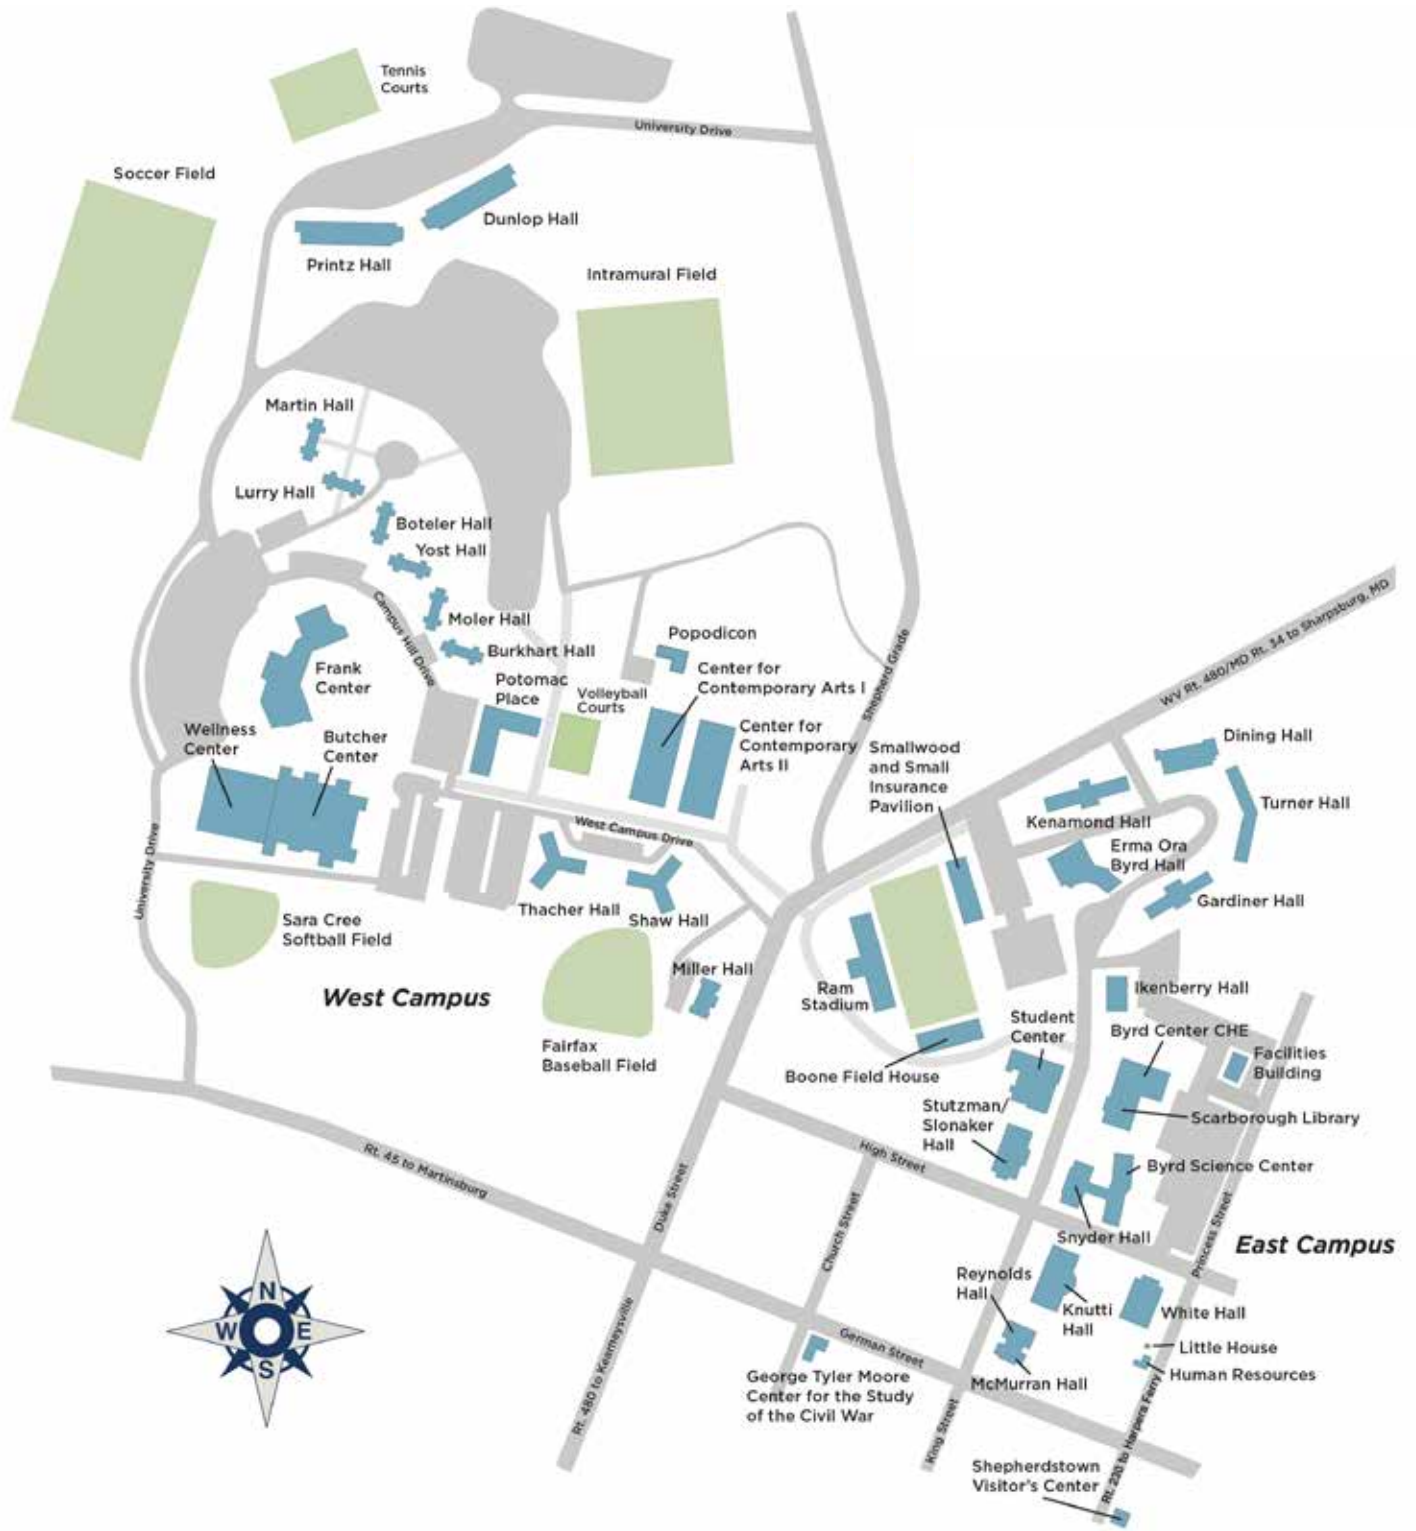 Tennis
Courts
University Drive
Soccer Field
Dunlop Hall
Printz Hall
Intramural Field
Martin Hall
Lurry Hall
Boteler Hall
Yost Hall
Campus Hill Drive
Moler Hall
Burkhart Hall
Popodicon
Shepherd Grade
WV Rt. 480/MD Rt. 34 to Sharpsburg, MD
Frank
Center
Potomac
Place
Volleyball
Courts
Center for
Contemporary Arts I
Center for
Contemporary
Arts II
Wellness
Center
Butcher
Center
Smallwood
and Small
Insurance
Pavilion
Dining Hall
Turner Hall
Kenamond Hall
Erma Ora
Byrd Hall
Gardiner Hall
West Campus Drive
University Drive
Thacher Hall
Shaw Hall
Sara Cree
Softball Field
West Campus
Miller Hall
Ram
Stadium
Fairfax
Baseball Field
Boone Field House
Student
Center
Ikenberry Hall
Byrd Center CHE
Facilities
Building
Stutzman/
Slonaker
Hall
Scarborough Library
Byrd Science Center
Snyder Hall
High Street
Rt. 45 to Martinsburg
Duke Street
Church Street
Princess Street
East Campus
Reynolds
Hall
Knutti
Hall
White Hall
Little House
Human Resources
McMurran Hall
German Street
George Tyler Moore
Center for the Study
of the Civil War
Rt. 480 to Kearneysville
King Street
Rt. 230 to Harpers Ferry
Shepherdstown
Visitor's Center
N
W
E
S